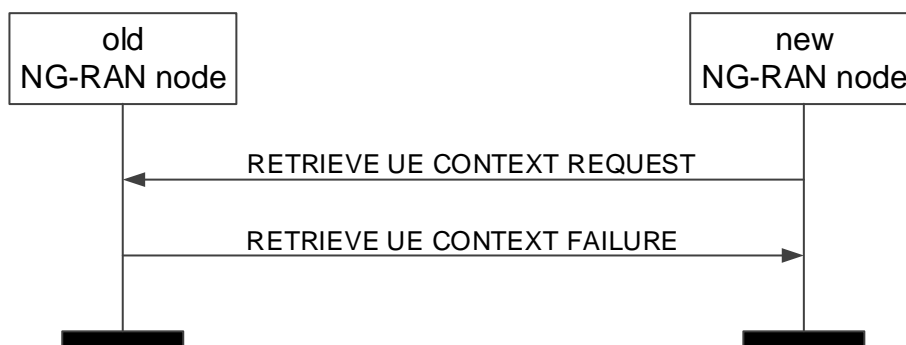 old
NG-RAN node
new
NG-RAN node
RETRIEVE UE CONTEXT REQUEST
RETRIEVE UE CONTEXT FAILURE